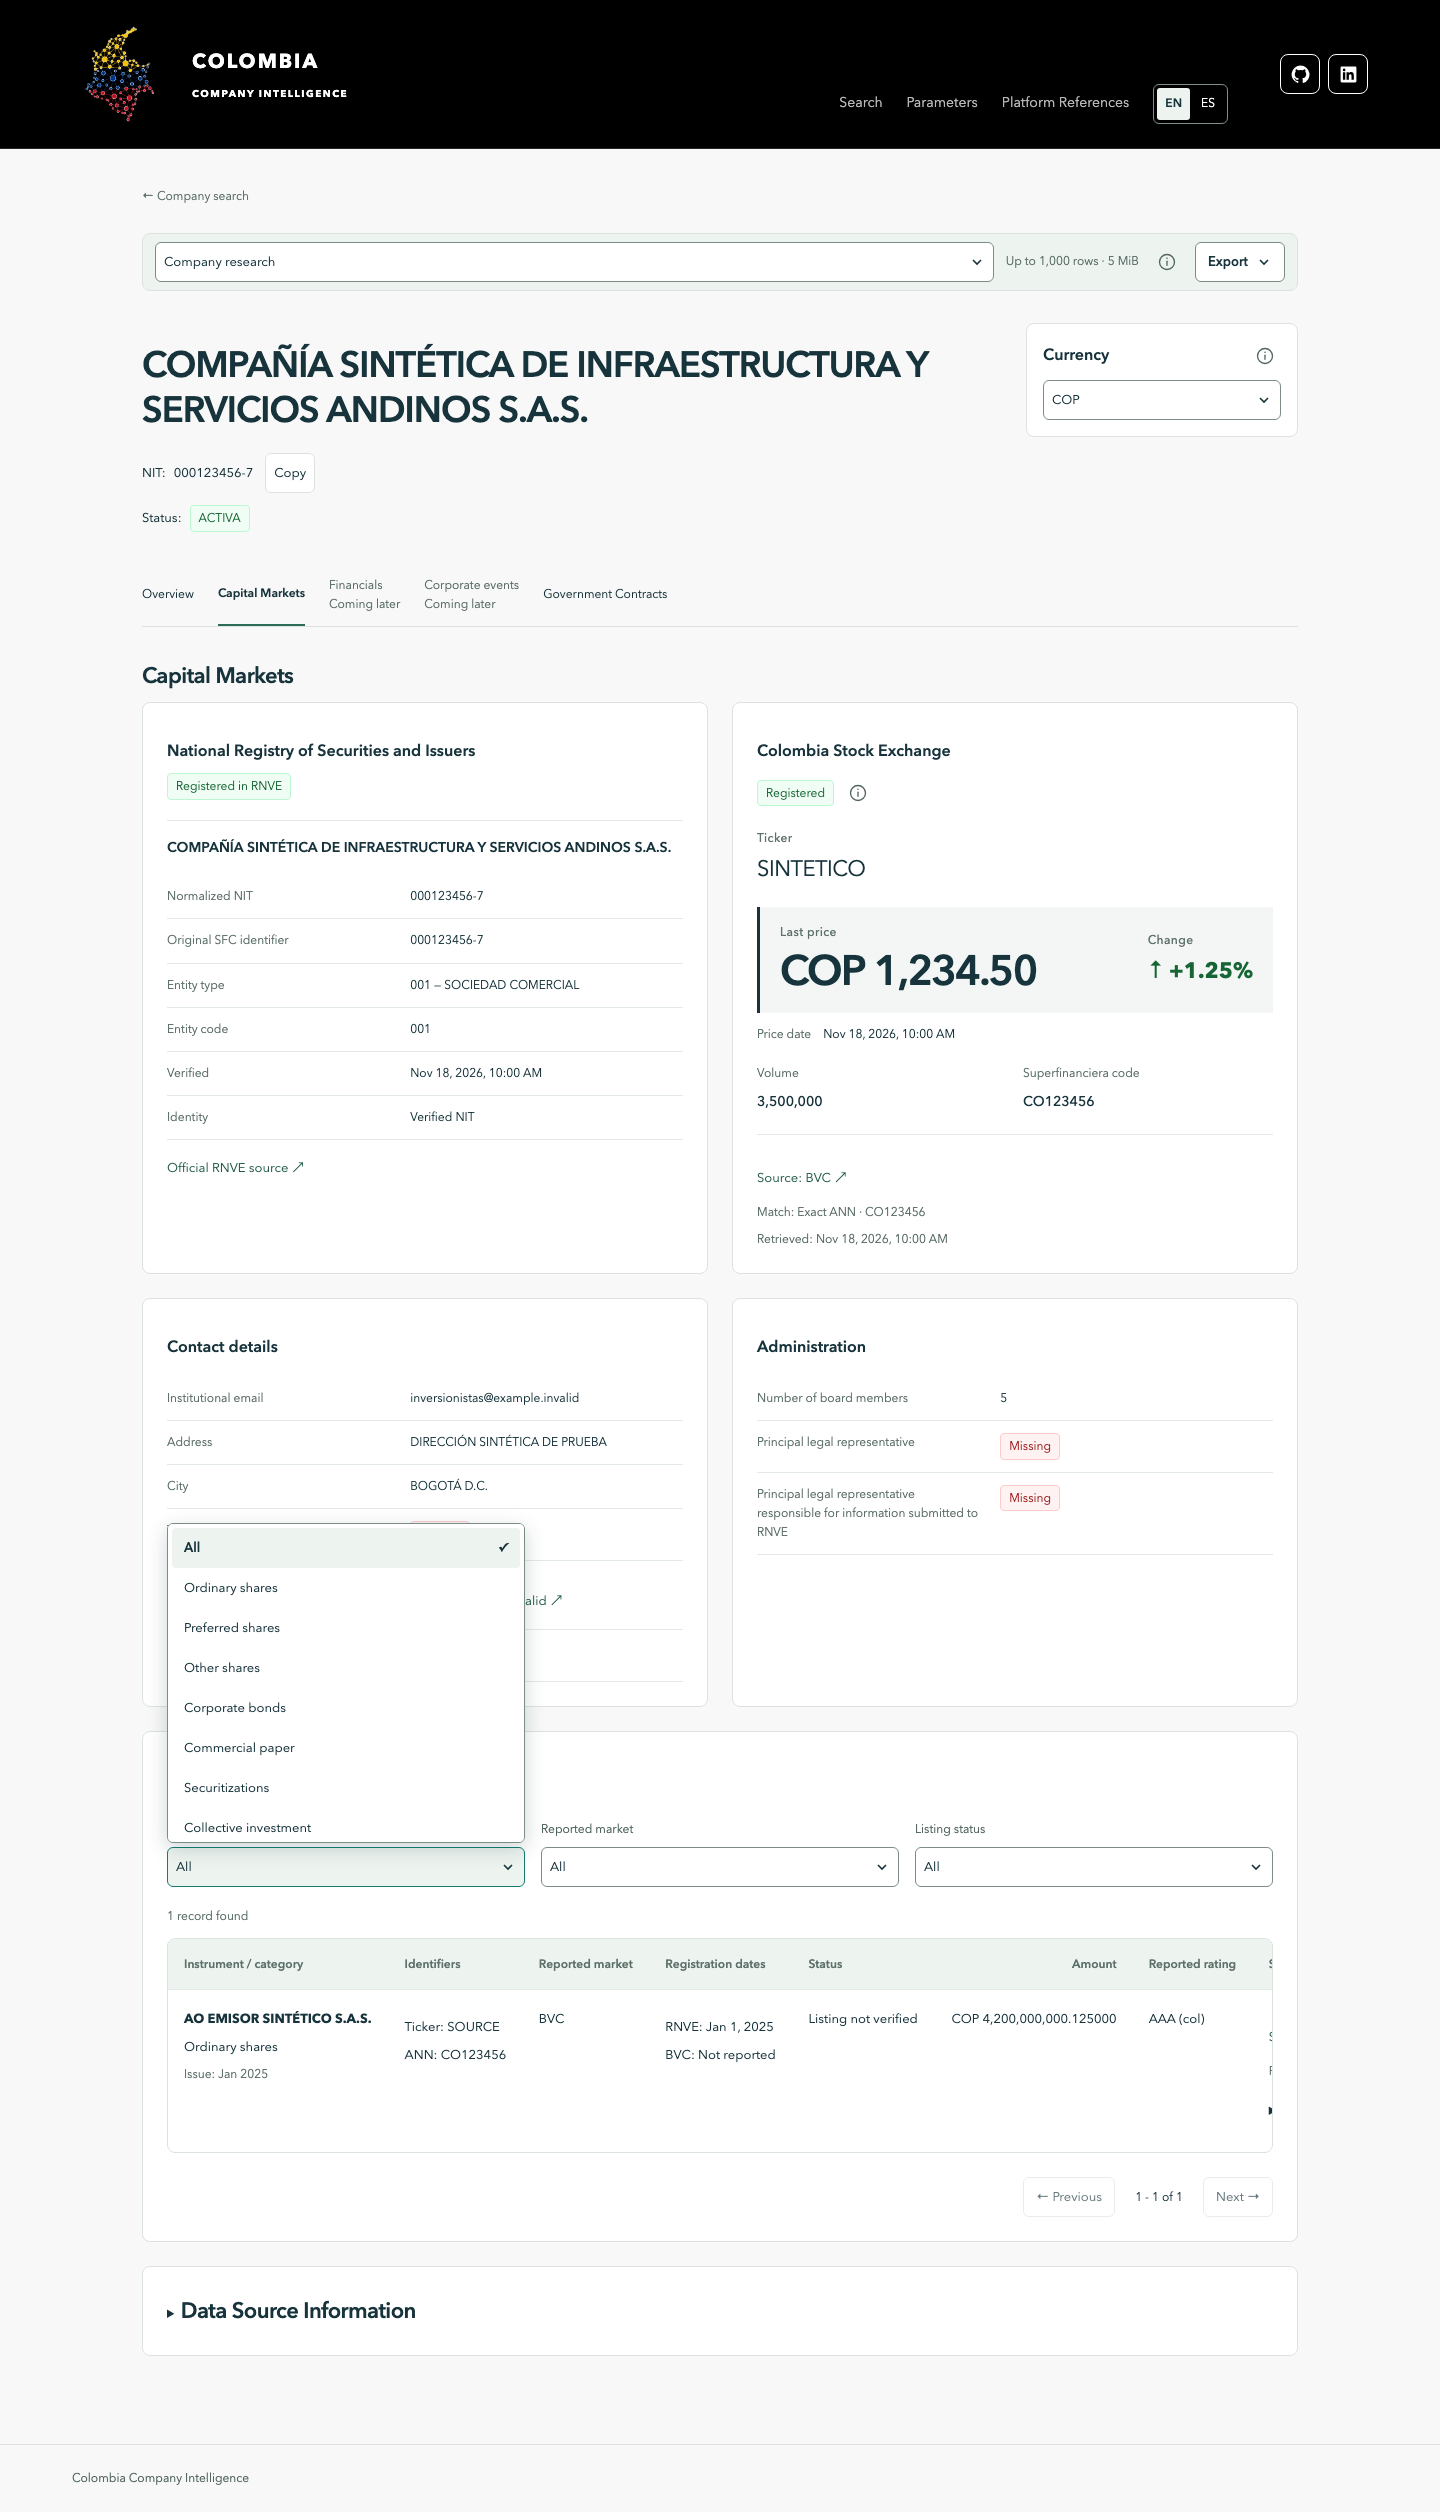 COLOMBIA
COMPANY INTELLIGENCE
Search
Parameters
Platform References
EN
ES
← Company search
Company research
Up to 1,000 rows · 5 MiB
Export
COMPAÑÍA SINTÉTICA DE INFRAESTRUCTURA Y
SERVICIOS ANDINOS S.A.S.
Currency
COP
NIT: 000123456-7
Copy
Status: ACTIVA
Overview
Capital Markets
Financials
Coming later
Corporate events
Coming later
Government Contracts
Capital Markets
National Registry of Securities and Issuers
Registered in RNVE
COMPAÑÍA SINTÉTICA DE INFRAESTRUCTURA Y SERVICIOS ANDINOS S.A.S.
Normalized NIT 000123456-7
Original SFC identifier 000123456-7
Entity type 001 – SOCIEDAD COMERCIAL
Entity code 001
Verified Nov 18, 2026, 10:00 AM
Identity Verified NIT
Official RNVE source ↗
Colombia Stock Exchange
Registered
Ticker
SINTETICO
Last price
COP 1,234.50
Change
↑ +1.25%
Price date Nov 18, 2026, 10:00 AM
Volume
3,500,000
Superfinanciera code
CO123456
Source: BVC ↗
Match: Exact ANN · CO123456
Retrieved: Nov 18, 2026, 10:00 AM
Contact details
Institutional email inversionistas@example.invalid
Address DIRECCIÓN SINTÉTICA DE PRUEBA
City BOGOTÁ D.C.
alid ↗
Administration
Number of board members 5
Principal legal representative Missing
Principal legal representative
responsible for information submitted to
RNVE
Missing
All ✓
Ordinary shares
Preferred shares
Other shares
Corporate bonds
Commercial paper
Securitizations
Collective investment
All
Reported market
All
Listing status
All
1 record found
Instrument / category
Identifiers
Reported market
Registration dates
Status
Amount
Reported rating
AO EMISOR SINTÉTICO S.A.S.
Ordinary shares
Issue: Jan 2025
Ticker: SOURCE
ANN: CO123456
BVC
RNVE: Jan 1, 2025
BVC: Not reported
Listing not verified
COP 4,200,000,000.125000
AAA (col)
← Previous
1 - 1 of 1
Next →
Data Source Information
Colombia Company Intelligence